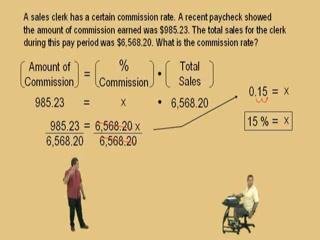 A sales clerk has a certain commission rate. A recent paycheck showed
the amount of commission earned was $985.23. The total sales for the clerk
during this pay period was $6,568.20. What is the commission rate?
Amount of Commission = % Commission • Total Sales
985.23 = x • 6,568.20
985.23 = 6,568.20 x
6,568.20 6,568.20
0.15 = x
15 % = x